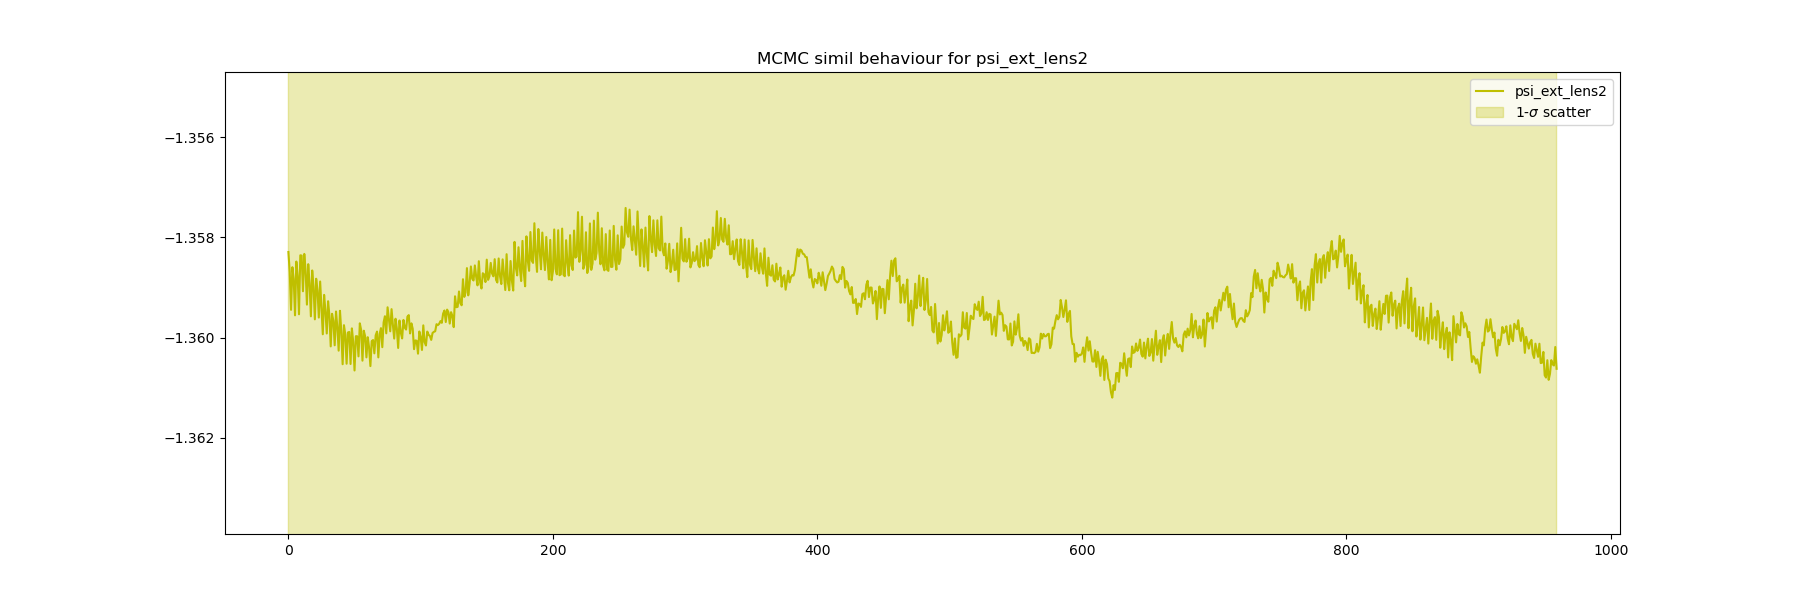 MCMC simil behaviour for psi_ext_lens2
psi_ext_lens2
1-σ scatter
−1.356
−1.358
−1.360
−1.362
0 200 400 600 800 1000